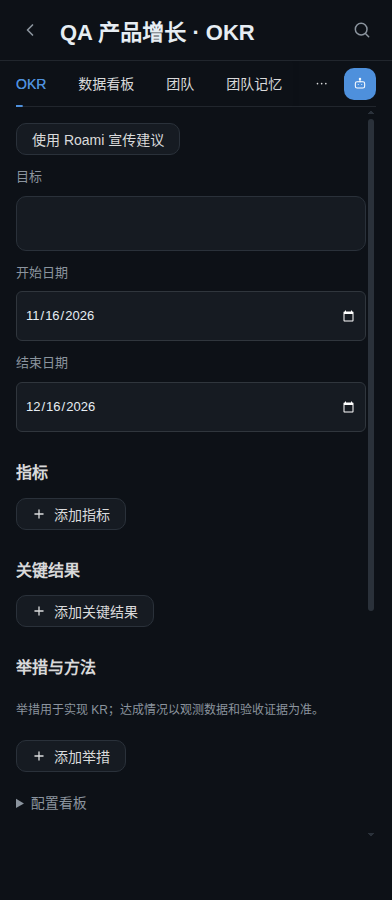 QA 产品增长 · OKR
OKR 数据看板 团队 团队记忆 ···
使用 Roami 宣传建议
目标
开始日期
11/16/2026
结束日期
12/16/2026
指标
+ 添加指标
关键结果
+ 添加关键结果
举措与方法
举措用于实现 KR；达成情况以观测数据和验收证据为准。
+ 添加举措
配置看板